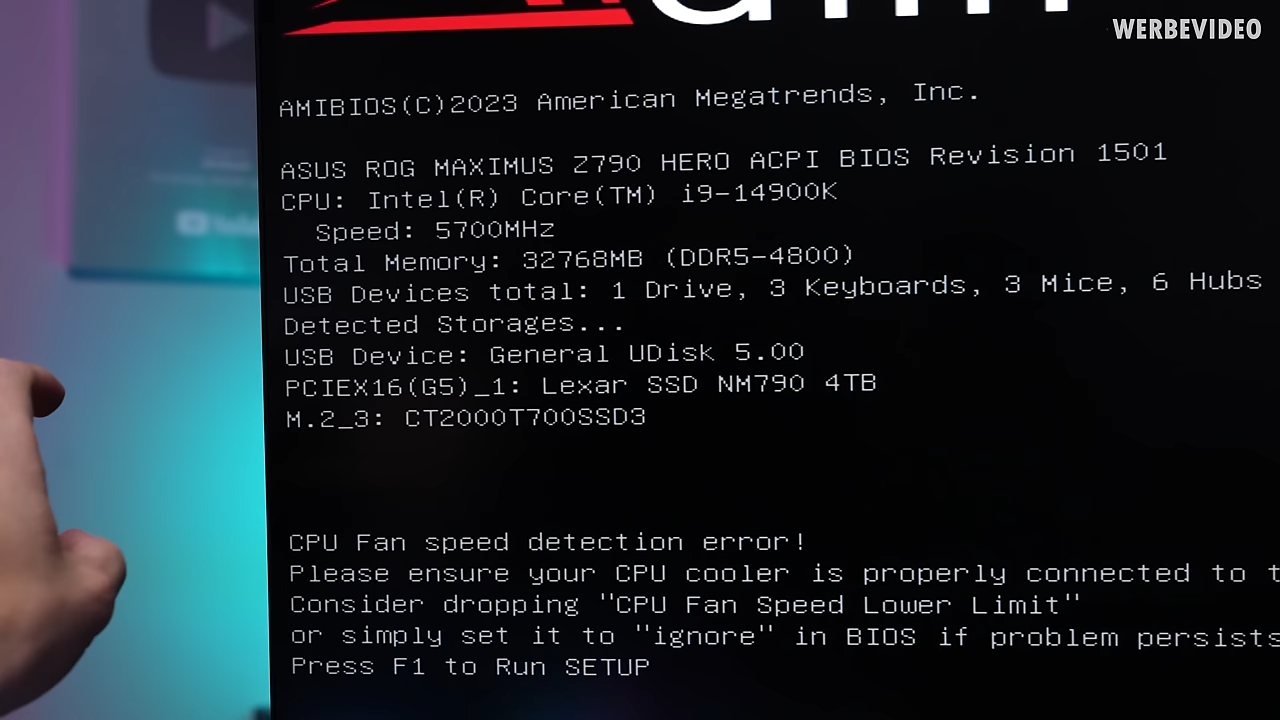 WERBEVIDEO
AMIBIOS(C)2023 American Megatrends, Inc.
ASUS ROG MAXIMUS Z790 HERO ACPI BIOS Revision 1501
CPU: Intel(R) Core(TM) i9-14900K
Speed: 5700MHz
Total Memory: 32768MB (DDR5-4800)
USB Devices total: 1 Drive, 3 Keyboards, 3 Mice, 6 Hubs
Detected Storages...
USB Device: General UDisk 5.00
PCIEX16(G5)_1: Lexar SSD NM790 4TB
M.2_3: CT2000T700SSD3
CPU Fan speed detection error!
Please ensure your CPU cooler is properly connected to
Consider dropping "CPU Fan Speed Lower Limit"
or simply set it to "ignore" in BIOS if problem persists
Press F1 to Run SETUP